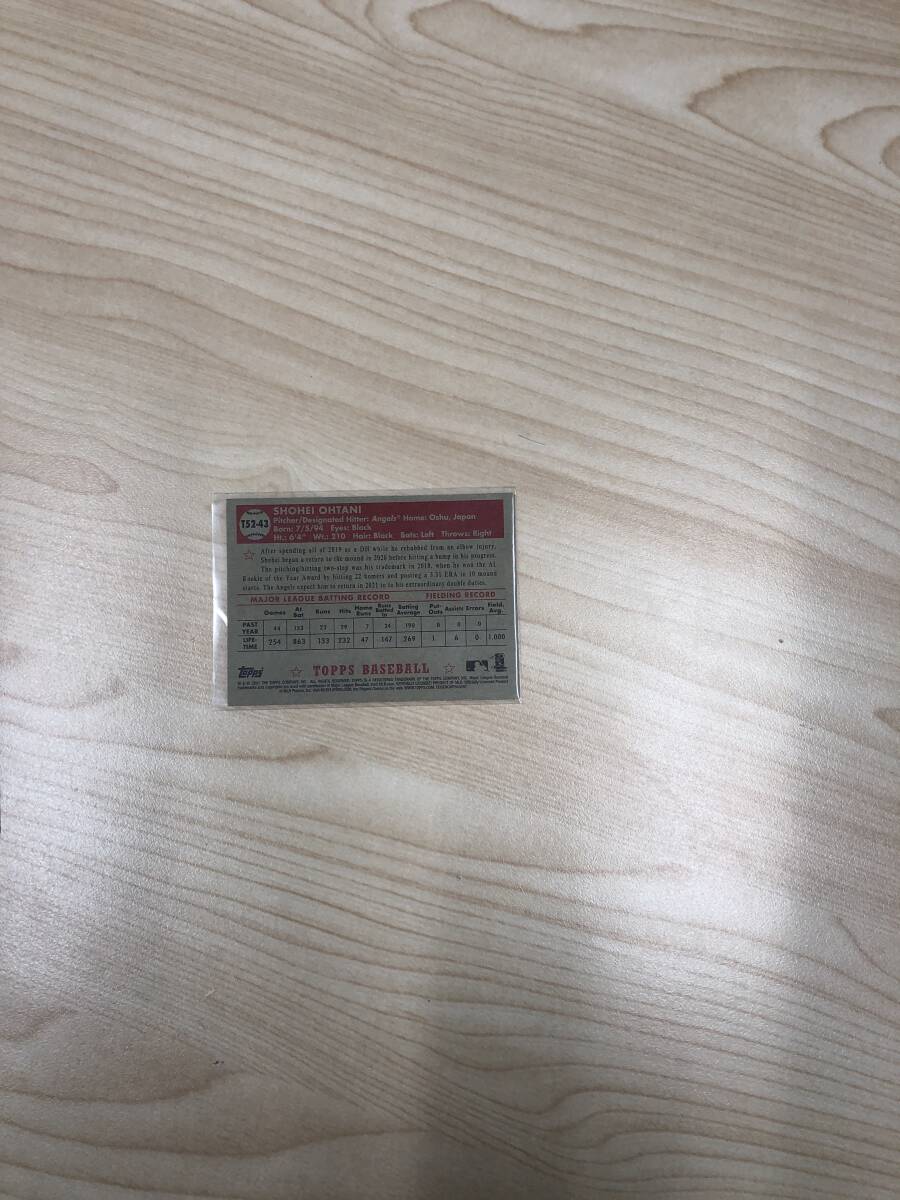 T52-43
SHOHEI OHTANI
Pitcher/Designated Hitter: Angels® Home: Oshu, Japan
Born: 7/5/94 Eyes: Black
Ht.: 6'4" Wt.: 210 Hair: Black Bats: Left Throws: Right
After spending all of 2019 as a DH while he rehabbed from an elbow injury,
Shohei began a return to the mound in 2020 before hitting a bump in his progress.
The pitching/hitting two-step was his trademark in 2018, when he won the AL
Rookie of the Year Award by hitting 22 homers and posting a 3.31 ERA in 10 mound
starts. The Angels expect him to return in 2021 to his extraordinary double duties.
MAJOR LEAGUE BATTING RECORD FIELDING RECORD
Games At Bat Runs Hits Home Runs Runs Batted In Batting Average Put-Outs Assists Errors Field. Avg.
PAST YEAR 44 153 23 29 7 24 .190 0 0 0
LIFE-TIME 254 863 133 232 47 147 .269 1 6 0 1.000
Topps TOPPS BASEBALL